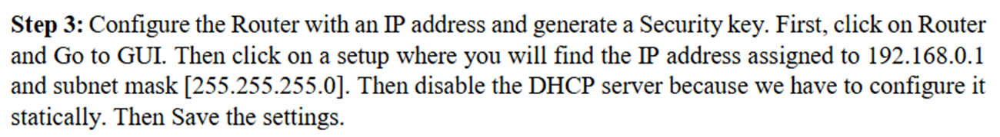 Step 3: Configure the Router with an IP address and generate a Security key. First, click on Router
and Go to GUI. Then click on a setup where you will find the IP address assigned to 192.168.0.1
and subnet mask [255.255.255.0]. Then disable the DHCP server because we have to configure it
statically. Then Save the settings.